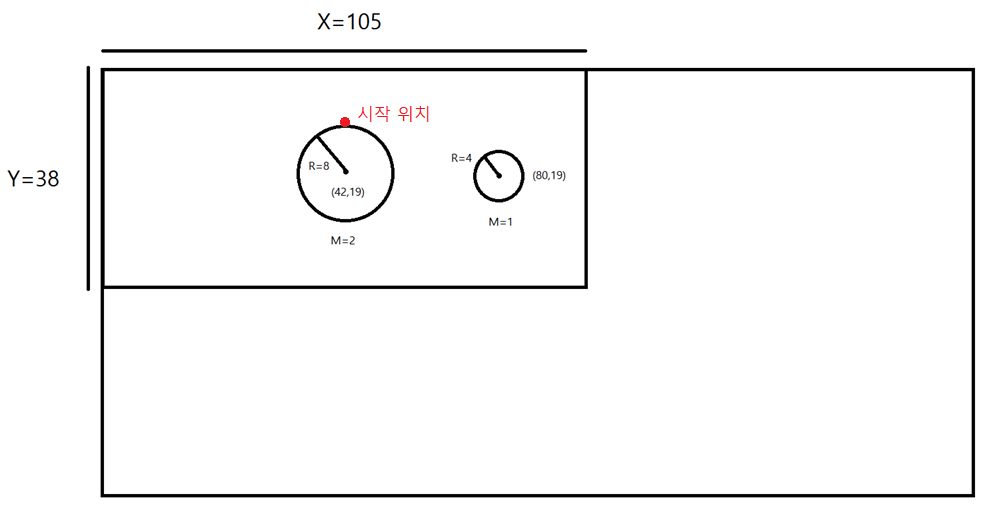 X=105
시작 위치
Y=38
R=8
(42,19)
M=2
R=4
(80,19)
M=1